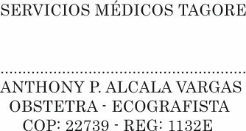 SERVICIOS MÉDICOS TAGORE
........................................................
ANTHONY P. ALCALA VARGAS
OBSTETRA - ECOGRAFISTA
COP: 22739 - REG: 1132E